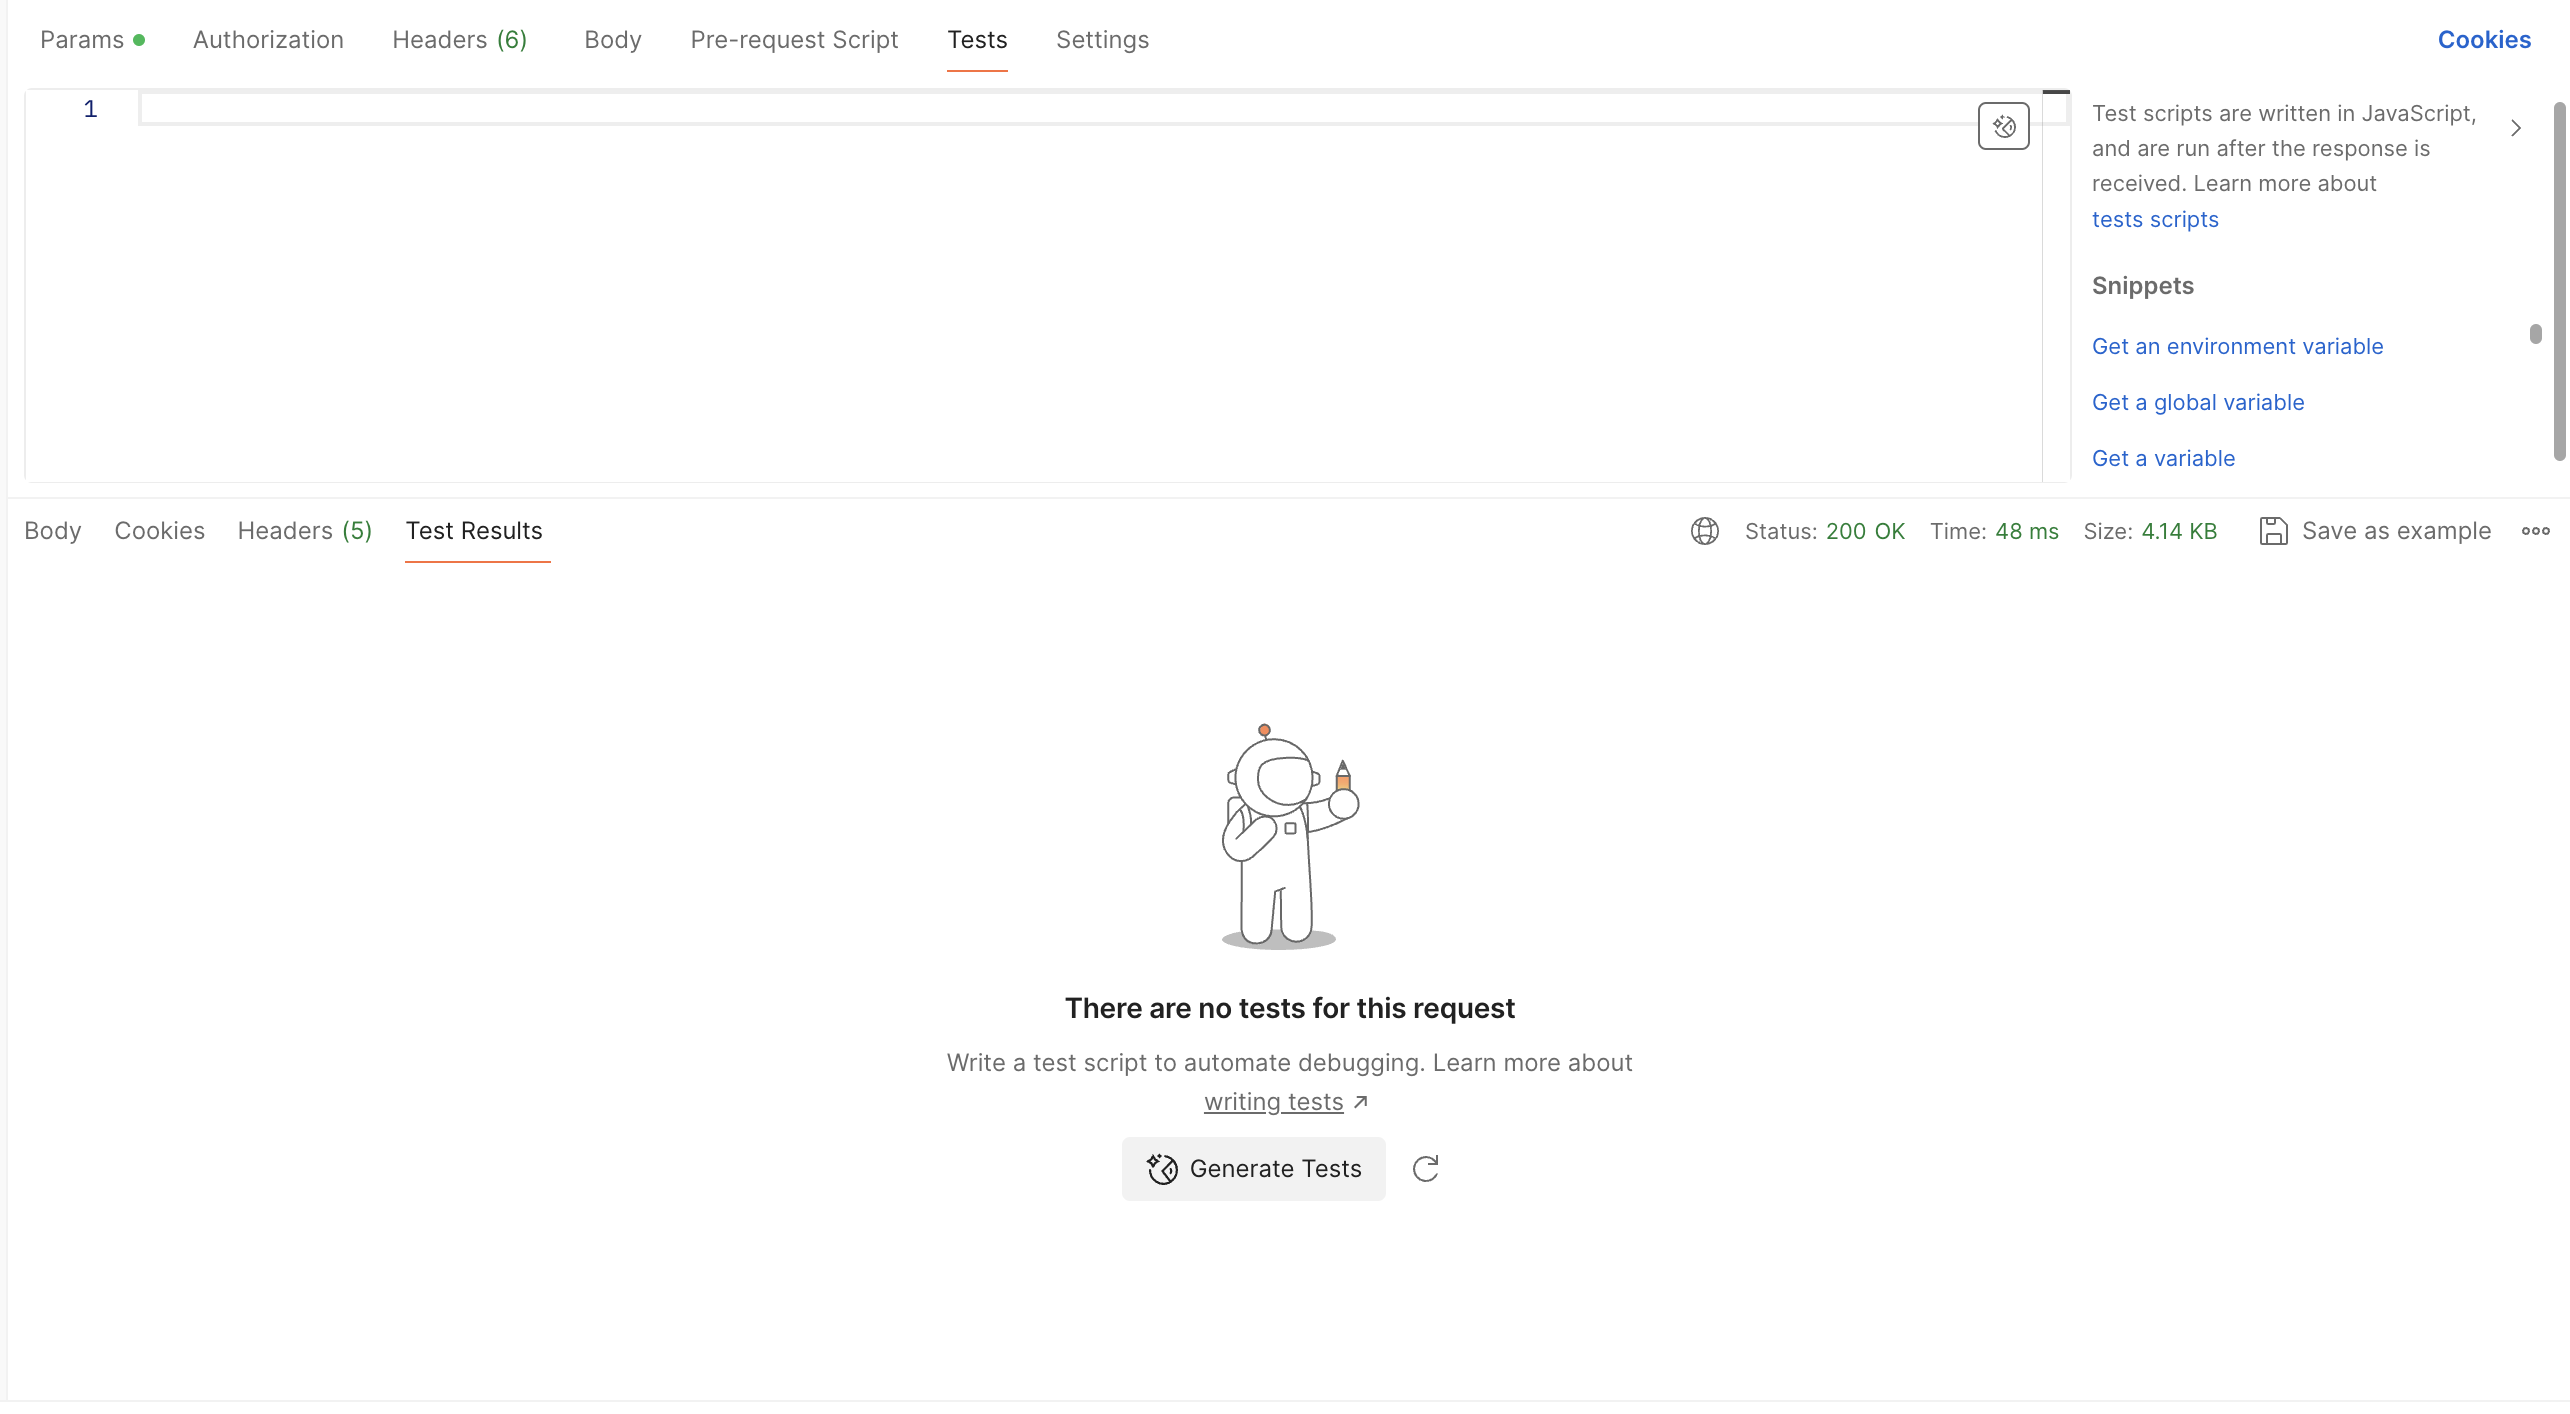 Params Authorization Headers (6) Body Pre-request Script Tests Settings Cookies
1
Test scripts are written in JavaScript,
and are run after the response is
received. Learn more about
tests scripts
Snippets
Get an environment variable
Get a global variable
Get a variable
Body Cookies Headers (5) Test Results Status: 200 OK Time: 48 ms Size: 4.14 KB Save as example
There are no tests for this request
Write a test script to automate debugging. Learn more about
writing tests ↗
Generate Tests